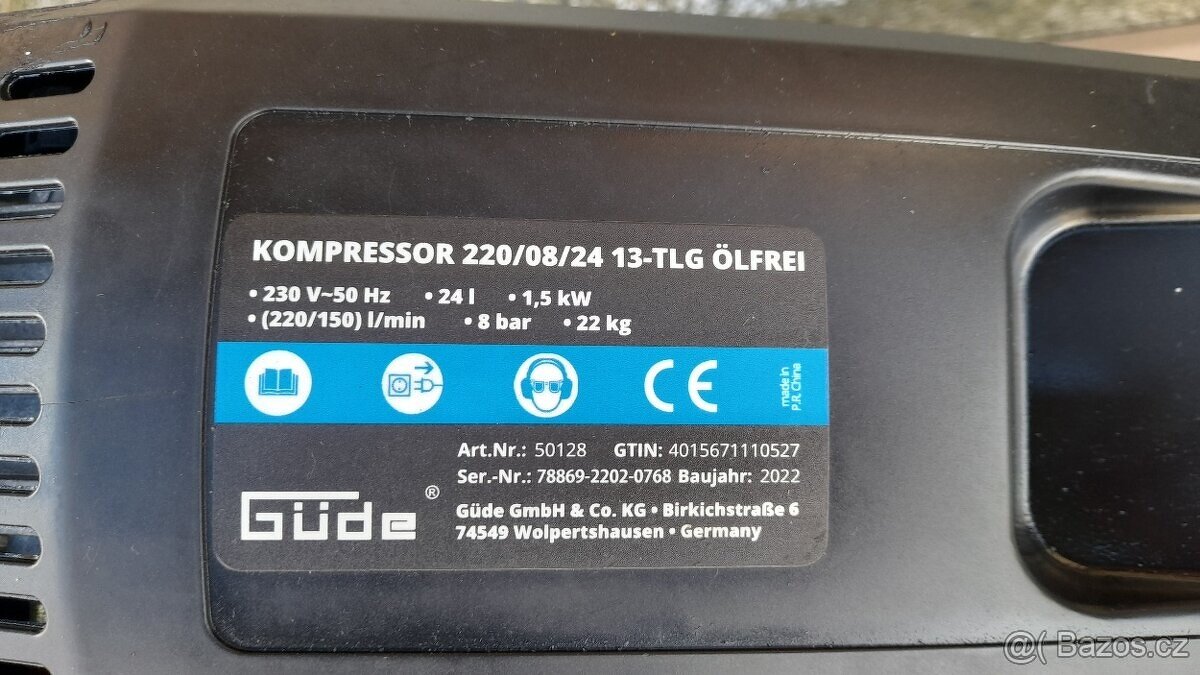 KOMPRESSOR 220/08/24 13-TLG ÖLFREI
• 230 V~50 Hz • 24 l • 1,5 kW
• (220/150) l/min • 8 bar • 22 kg
CE
made in
P.R. China
Art.Nr.: 50128 GTIN: 4015671110527
Ser.-Nr.: 78869-2202-0768 Baujahr: 2022
Güde ®
Güde GmbH & Co. KG • Birkichstraße 6
74549 Wolpertshausen • Germany
@( Bazos.cz